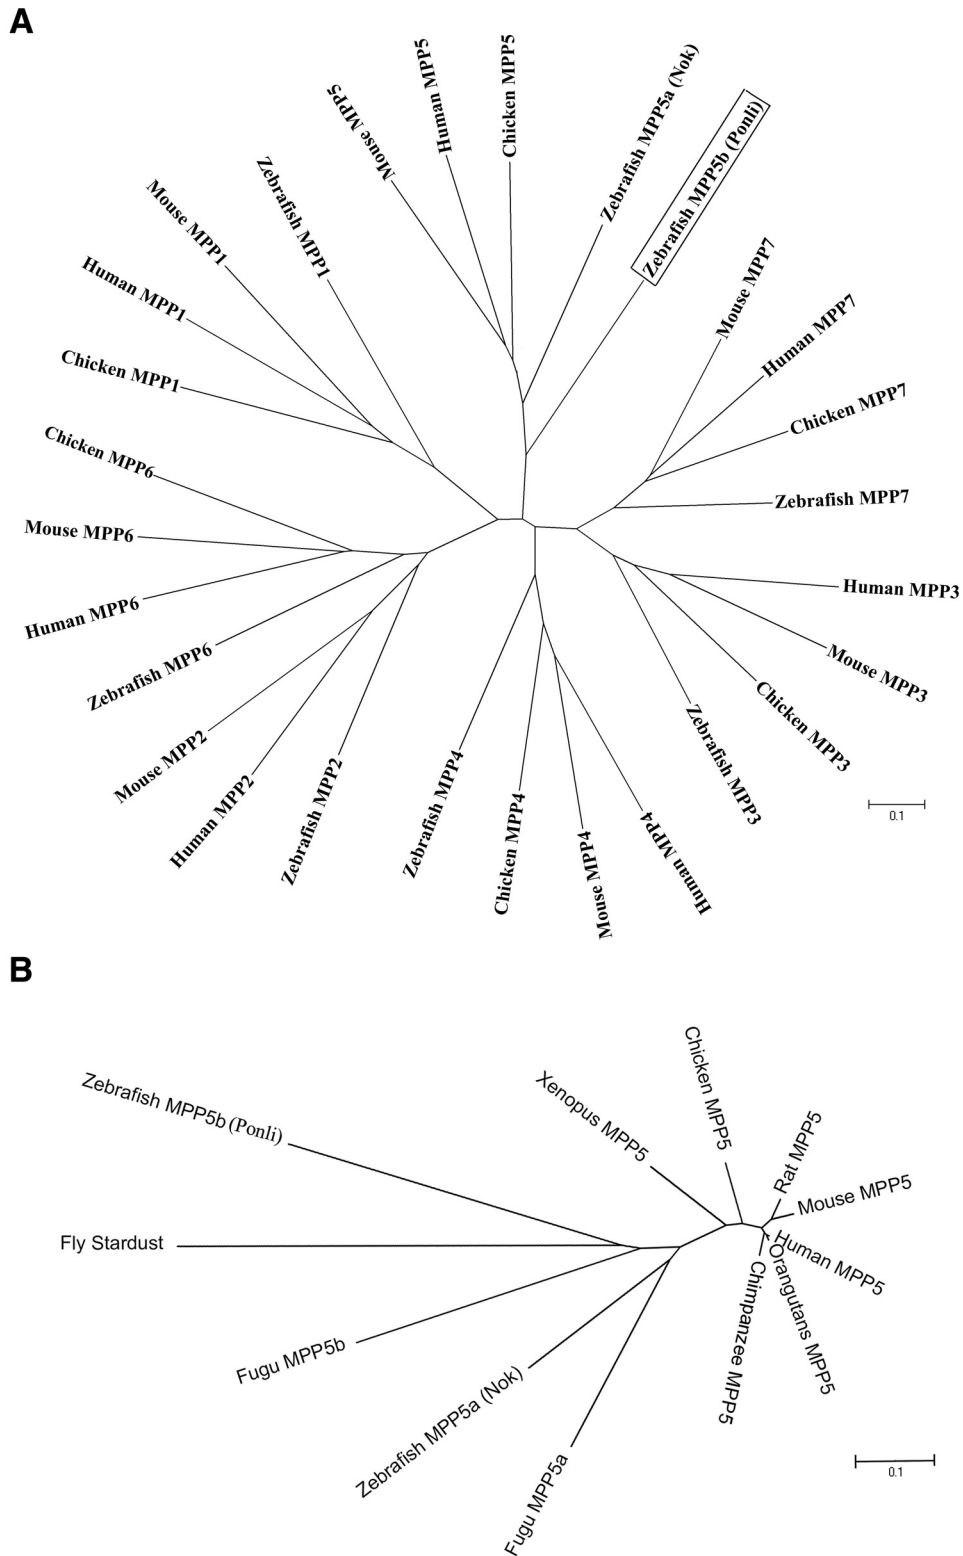 A
Mouse MPP5
Human MPP5
Chicken MPP5
Zebrafish MPP5a (Nok)
Zebrafish MPP5b (Ponli)
Mouse MPP7
Human MPP7
Chicken MPP7
Zebrafish MPP7
Human MPP3
Mouse MPP3
Chicken MPP3
Zebrafish MPP3
Human MPP4
Mouse MPP4
Chicken MPP4
Zebrafish MPP4
Zebrafish MPP2
Human MPP2
Mouse MPP2
Zebrafish MPP6
Human MPP6
Mouse MPP6
Chicken MPP6
Chicken MPP1
Human MPP1
Mouse MPP1
Zebrafish MPP1
0.1
B
Zebrafish MPP5b (Ponli)
Xenopus MPP5
Chicken MPP5
Rat MPP5
Mouse MPP5
Human MPP5
Orangutans MPP5
Chimpanzee MPP5
Fly Stardust
Fugu MPP5b
Zebrafish MPP5a (Nok)
Fugu MPP5a
0.1